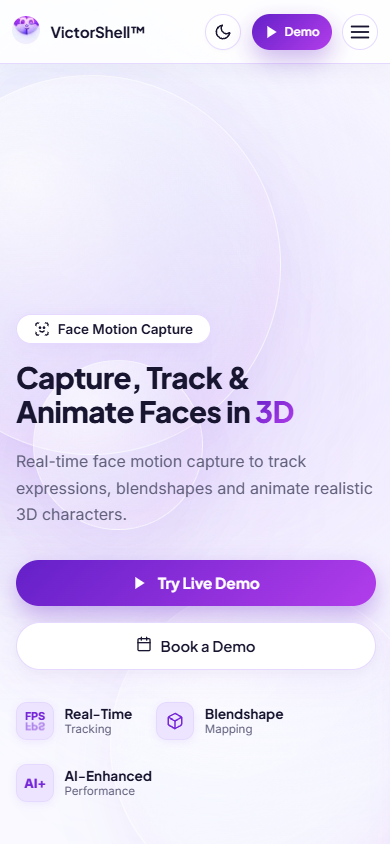 VictorShell™
Demo
Face Motion Capture
Capture, Track &
Animate Faces in 3D
Real-time face motion capture to track
expressions, blendshapes and animate realistic
3D characters.
Try Live Demo
Book a Demo
FPS
Real-Time
Tracking
Blendshape
Mapping
AI+
AI-Enhanced
Performance